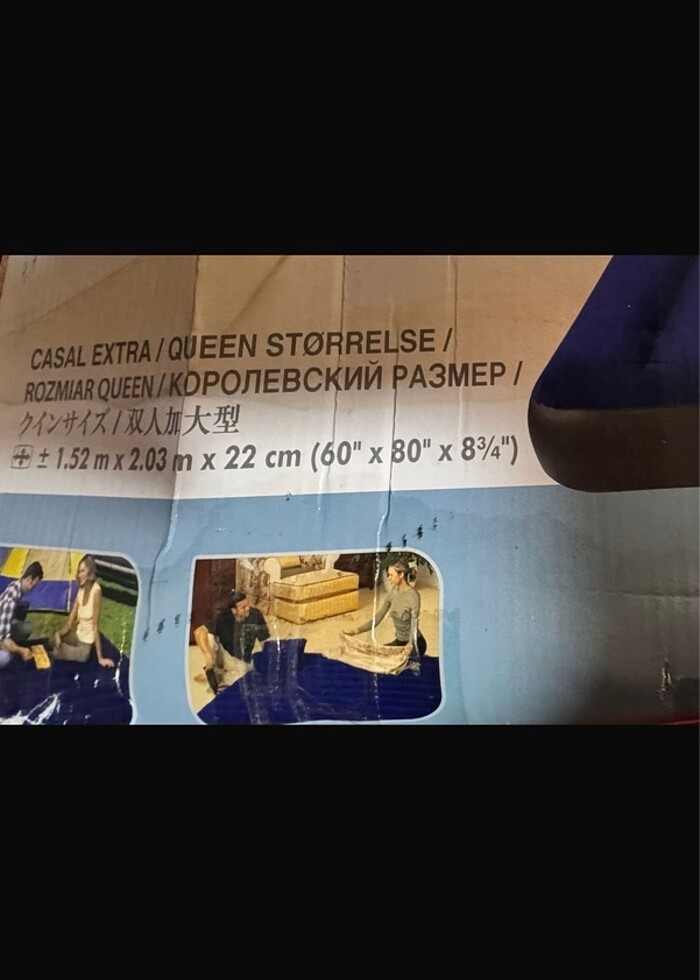 CASAL EXTRA / QUEEN STØRRELSE /
ROZMIAR QUEEN / КОРОЛЕВСКИЙ РАЗМЕР /
クインサイズ / 双人加大型
± 1.52 m x 2.03 m x 22 cm (60" x 80" x 8¾")